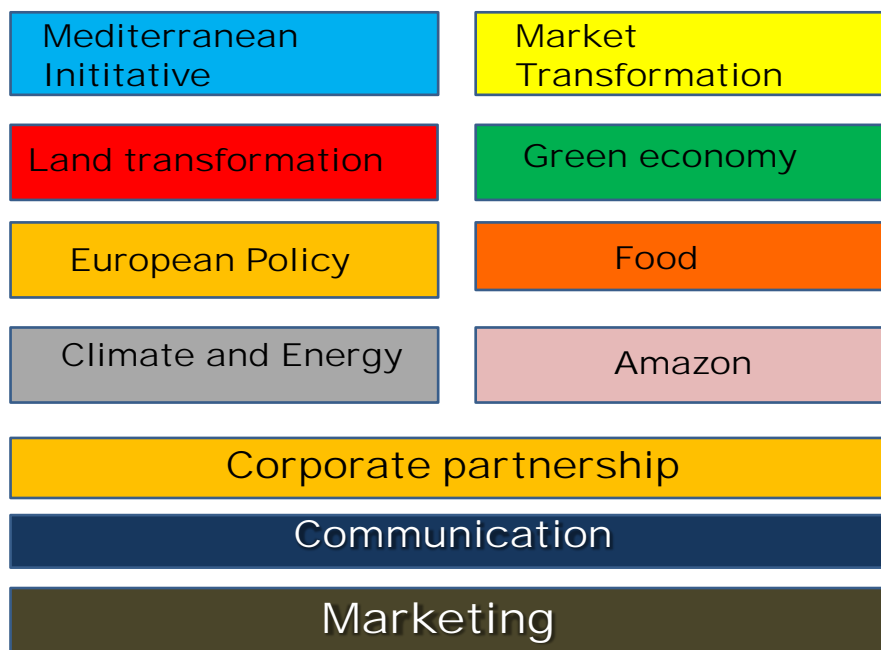 Mediterranean
Inititative
Market
Transformation
Land transformation
Green economy
European Policy
Food
Climate and Energy
Amazon
Corporate partnership
Communication
Marketing